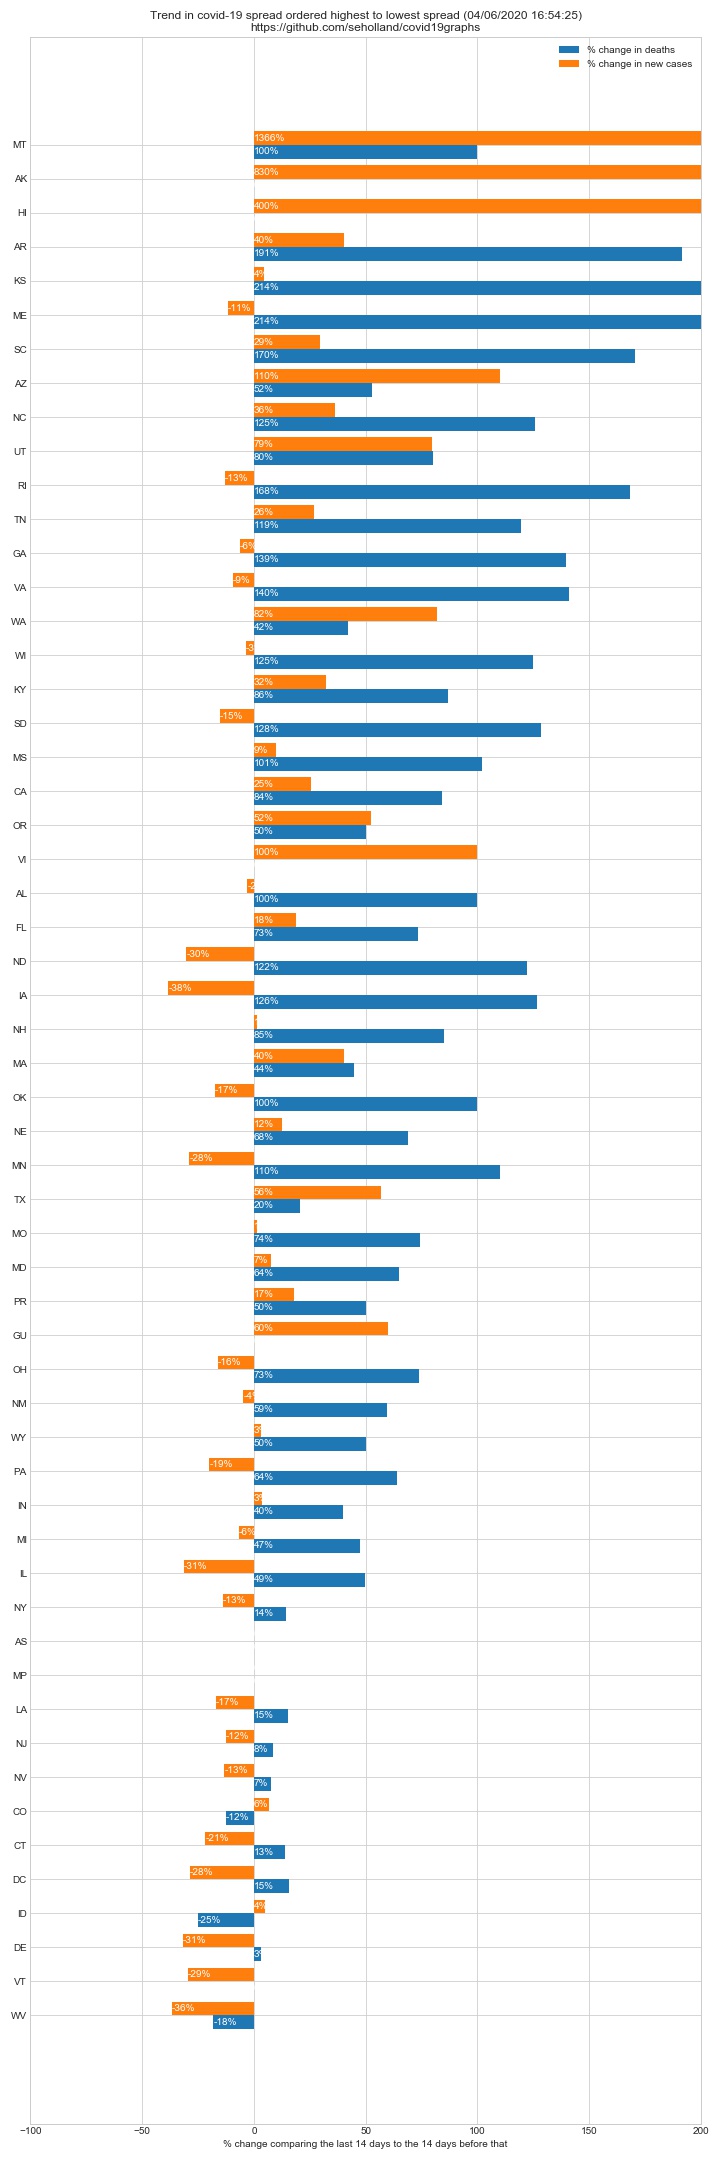 Trend in covid-19 spread ordered highest to lowest spread (04/06/2020 16:54:25)
https://github.com/seholland/covid19graphs
% change in deaths
% change in new cases
MT
1366%
100%
AK
830%
HI
400%
AR
40%
191%
KS
4%
214%
ME
-11%
214%
SC
29%
170%
AZ
110%
52%
NC
36%
125%
UT
79%
80%
RI
-13%
168%
TN
26%
119%
GA
-6%
139%
VA
-9%
140%
WA
82%
42%
WI
-3
125%
KY
32%
86%
SD
-15%
128%
MS
9%
101%
CA
25%
84%
OR
52%
50%
VI
100%
AL
-2
100%
FL
18%
73%
ND
-30%
122%
IA
-38%
126%
NH
85%
MA
40%
44%
OK
-17%
100%
NE
12%
68%
MN
-28%
110%
TX
56%
20%
MO
74%
MD
7%
64%
PR
17%
50%
GU
60%
OH
-16%
73%
NM
-4%
59%
WY
3%
50%
PA
-19%
64%
IN
3%
40%
MI
-6%
47%
IL
-31%
49%
NY
-13%
14%
AS
MP
LA
-17%
15%
NJ
-12%
8%
NV
-13%
7%
CO
6%
-12%
CT
-21%
13%
DC
-28%
15%
ID
4%
-25%
DE
-31%
3%
VT
-29%
WV
-36%
-18%
−100 −50 0 50 100 150 200
% change comparing the last 14 days to the 14 days before that